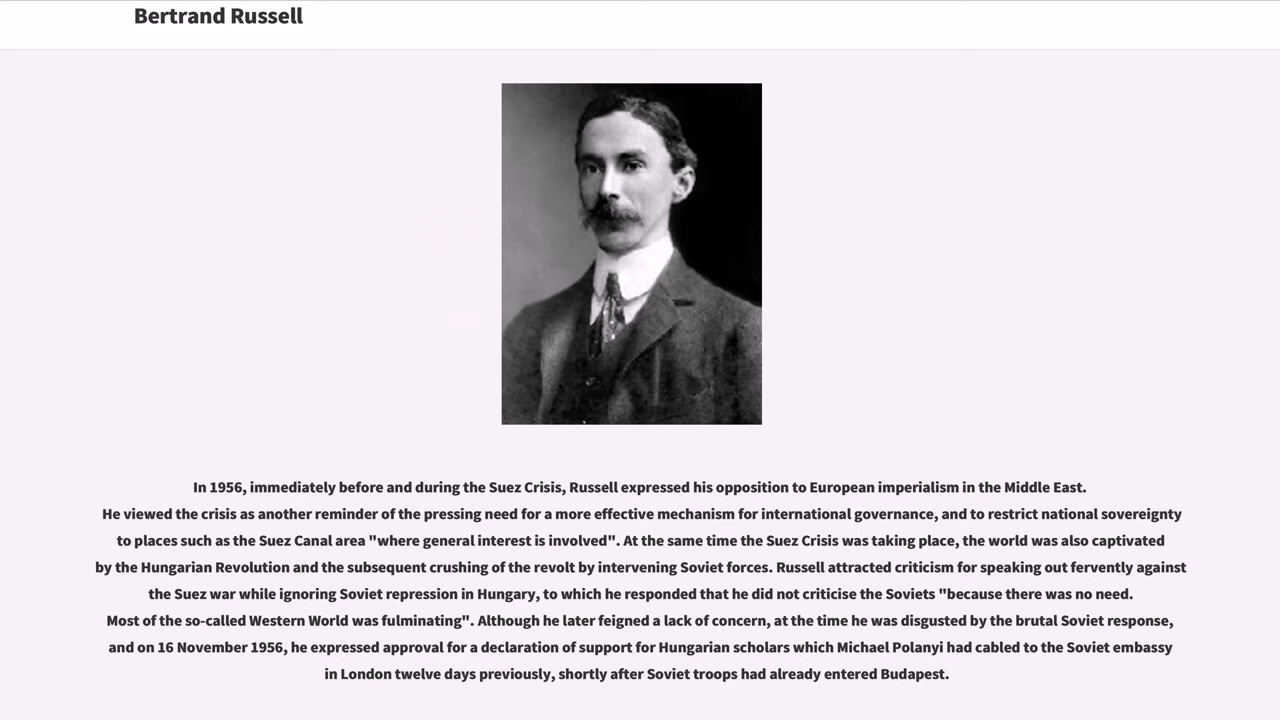 Bertrand Russell
In 1956, immediately before and during the Suez Crisis, Russell expressed his opposition to European imperialism in the Middle East.
He viewed the crisis as another reminder of the pressing need for a more effective mechanism for international governance, and to restrict national sovereignty
to places such as the Suez Canal area "where general interest is involved". At the same time the Suez Crisis was taking place, the world was also captivated
by the Hungarian Revolution and the subsequent crushing of the revolt by intervening Soviet forces. Russell attracted criticism for speaking out fervently against
the Suez war while ignoring Soviet repression in Hungary, to which he responded that he did not criticise the Soviets "because there was no need.
Most of the so-called Western World was fulminating". Although he later feigned a lack of concern, at the time he was disgusted by the brutal Soviet response,
and on 16 November 1956, he expressed approval for a declaration of support for Hungarian scholars which Michael Polanyi had cabled to the Soviet embassy
in London twelve days previously, shortly after Soviet troops had already entered Budapest.